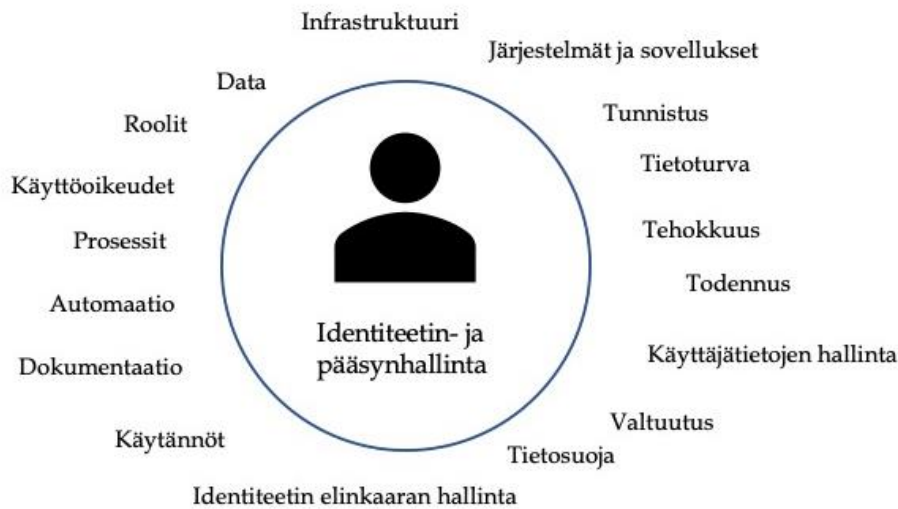 Infrastruktuuri
Järjestelmät ja sovellukset
Data
Tunnistus
Roolit
Tietoturva
Käyttöoikeudet
Tehokkuus
Prosessit
Todennus
Automaatio
Identiteetin- ja
pääsynhallinta
Käyttäjätietojen hallinta
Dokumentaatio
Valtuutus
Käytännöt
Tietosuoja
Identiteetin elinkaaran hallinta